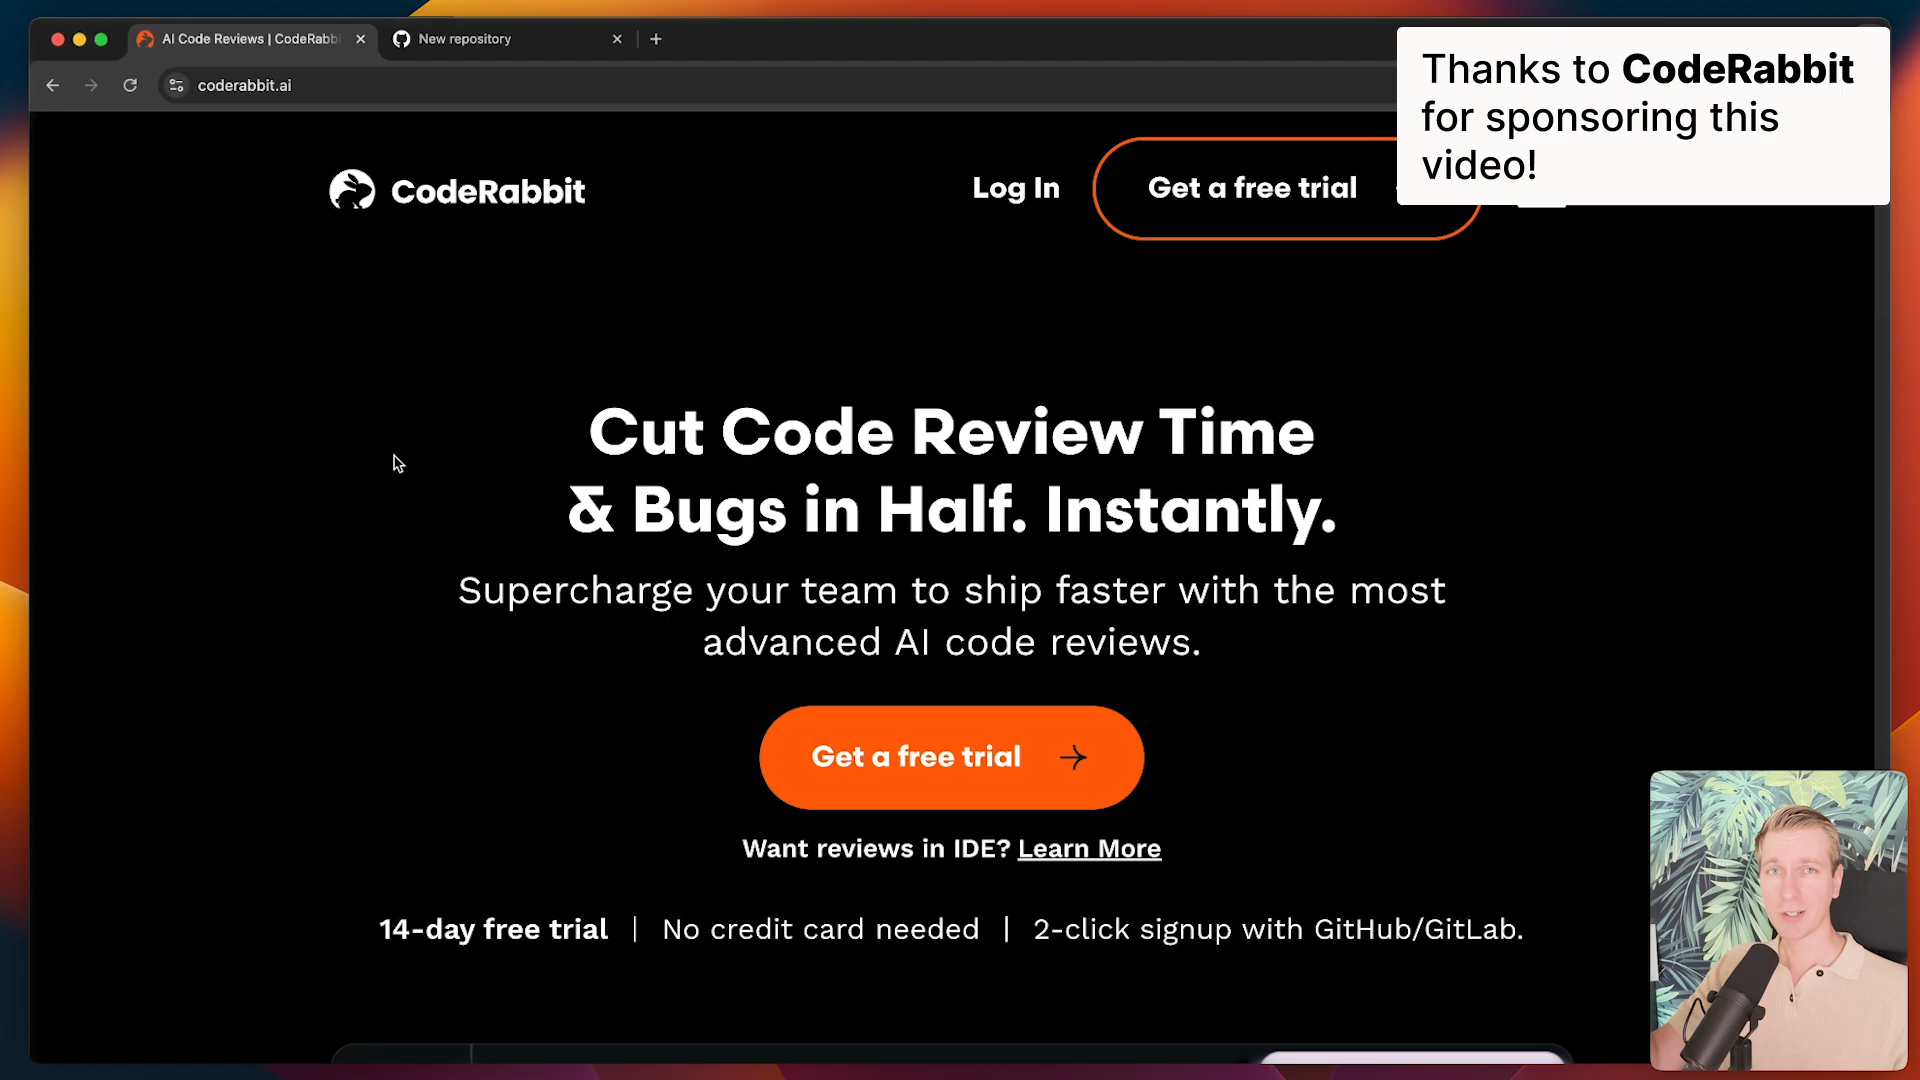 AI Code Reviews | CodeRabb
New repository
coderabbit.ai
Thanks to CodeRabbit
for sponsoring this
video!
CodeRabbit
Log In
Get a free trial
Cut Code Review Time
& Bugs in Half. Instantly.
Supercharge your team to ship faster with the most
advanced AI code reviews.
Get a free trial
Want reviews in IDE? Learn More
14-day free trial | No credit card needed | 2-click signup with GitHub/GitLab.